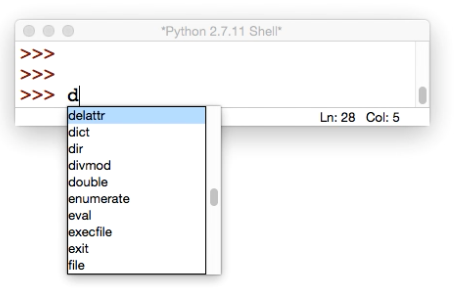 *Python 2.7.11 Shell*
>>>
>>>
>>> d
Ln: 28 Col: 5
delattr
dict
dir
divmod
double
enumerate
eval
execfile
exit
file